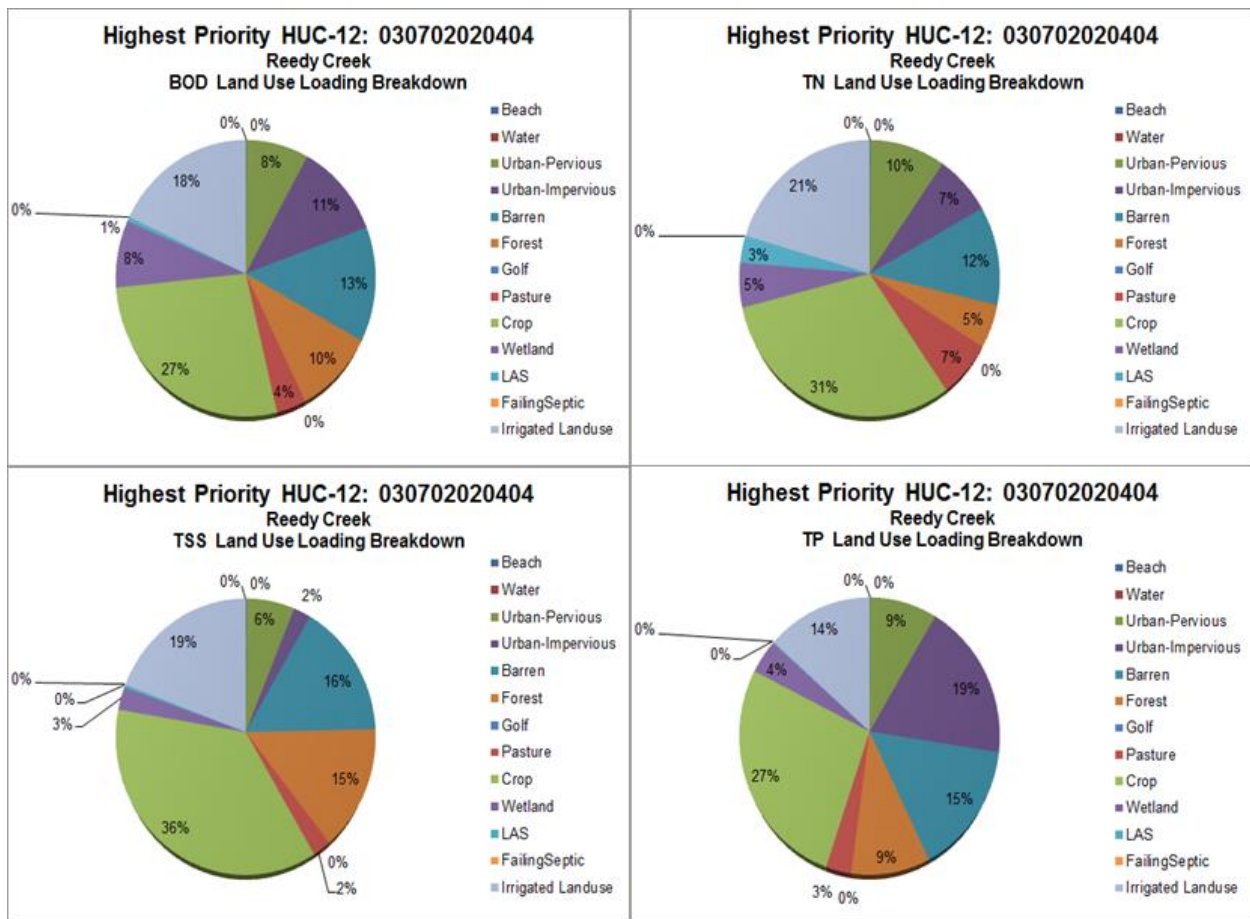 Highest Priority HUC-12: 030702020404
Reedy Creek
BOD Land Use Loading Breakdown
0% 0%
8%
11%
13%
10%
0%
4%
27%
8%
1%
0%
18%
Beach
Water
Urban-Pervious
Urban-Impervious
Barren
Forest
Golf
Pasture
Crop
Wetland
LAS
FailingSeptic
Irrigated Landuse
Highest Priority HUC-12: 030702020404
Reedy Creek
TN Land Use Loading Breakdown
0% 0%
10%
7%
12%
5%
0%
7%
31%
5%
3%
0%
21%
Beach
Water
Urban-Pervious
Urban-Impervious
Barren
Forest
Golf
Pasture
Crop
Wetland
LAS
FailingSeptic
Irrigated Landuse
Highest Priority HUC-12: 030702020404
Reedy Creek
TSS Land Use Loading Breakdown
0% 0%
6%
2%
16%
15%
0%
2%
36%
3%
0%
0%
19%
Beach
Water
Urban-Pervious
Urban-Impervious
Barren
Forest
Golf
Pasture
Crop
Wetland
LAS
FailingSeptic
Irrigated Landuse
Highest Priority HUC-12: 030702020404
Reedy Creek
TP Land Use Loading Breakdown
0% 0%
9%
19%
15%
9%
0%
3%
27%
4%
0%
0%
14%
Beach
Water
Urban-Pervious
Urban-Impervious
Barren
Forest
Golf
Pasture
Crop
Wetland
LAS
FailingSeptic
Irrigated Landuse